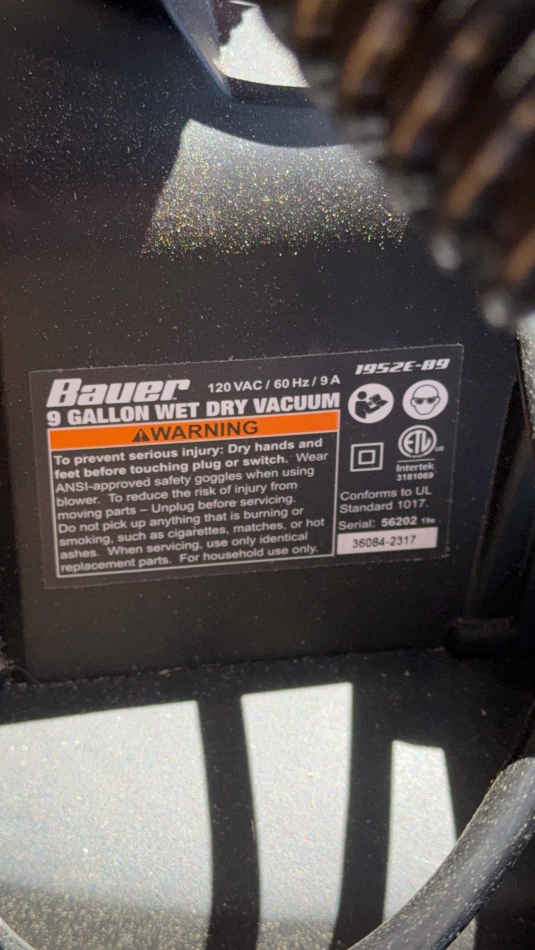 1952E-B9
Bauer
120 VAC / 60 Hz / 9 A
9 GALLON WET DRY VACUUM
WARNING
To prevent serious injury: Dry hands and
feet before touching plug or switch. Wear
ANSI-approved safety goggles when using
blower. To reduce the risk of injury from
moving parts – Unplug before servicing.
Do not pick up anything that is burning or
smoking, such as cigarettes, matches, or hot
ashes. When servicing, use only identical
replacement parts. For household use only.
ETL
us
Intertek
3181069
Conforms to UL
Standard 1017.
Serial: 56202 19e
36084-2317